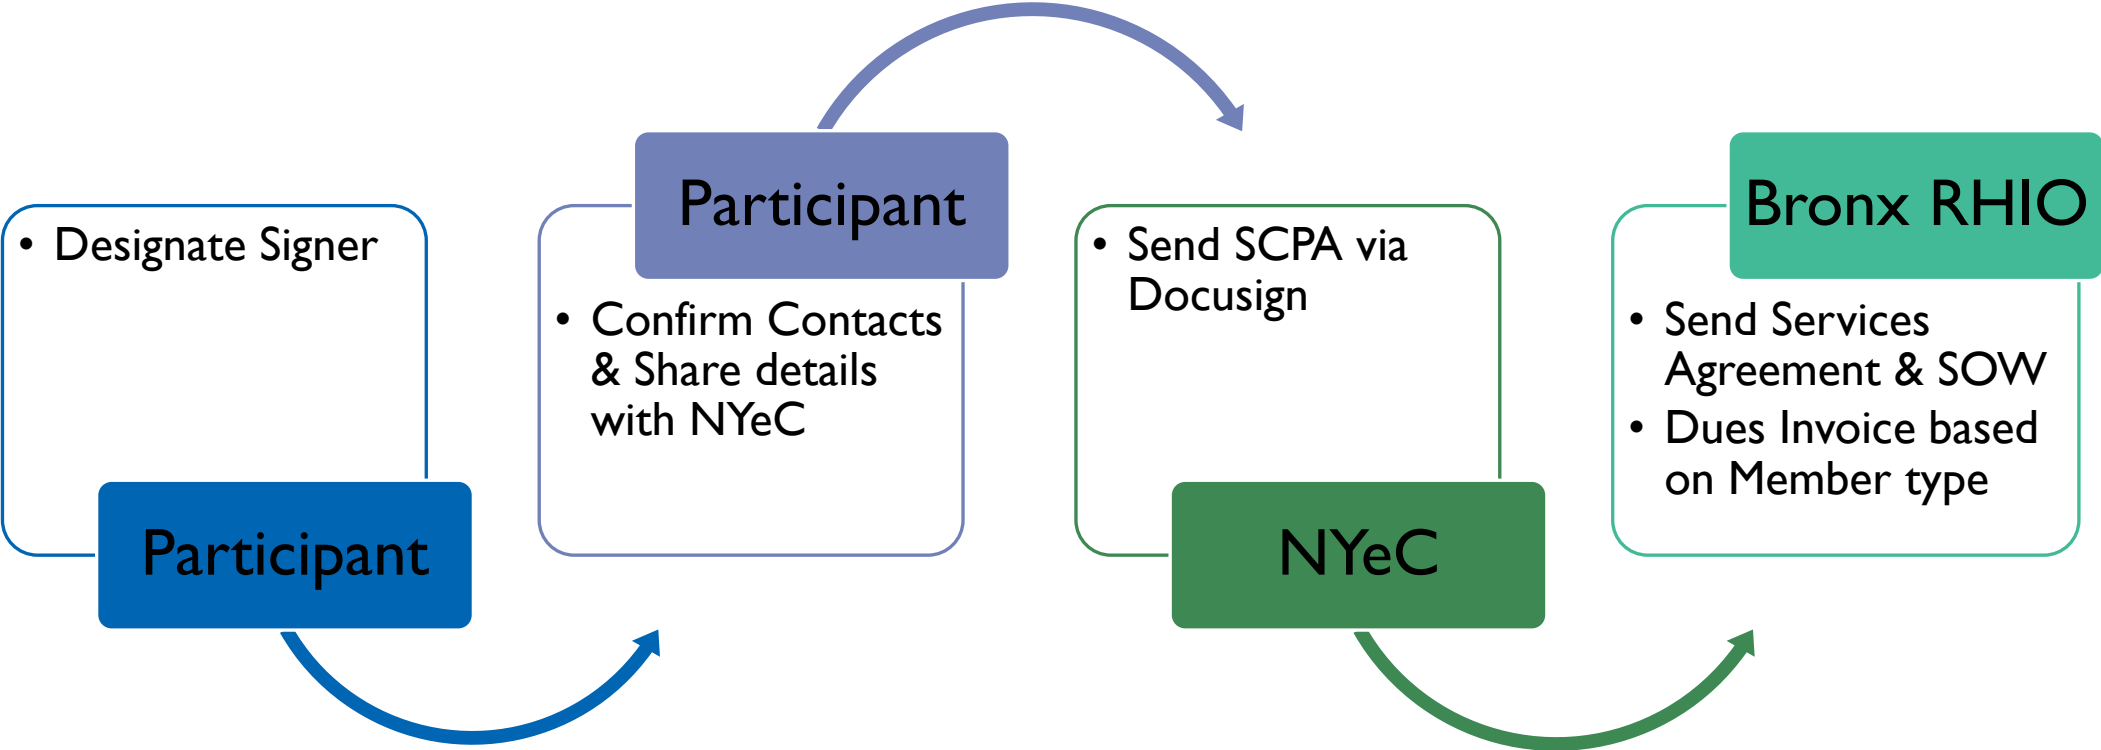 • Designate Signer
Participant
Participant
• Confirm Contacts
& Share details
with NYeC
• Send SCPA via
Docusign
NYeC
Bronx RHIO
• Send Services
Agreement & SOW
• Dues Invoice based
on Member type